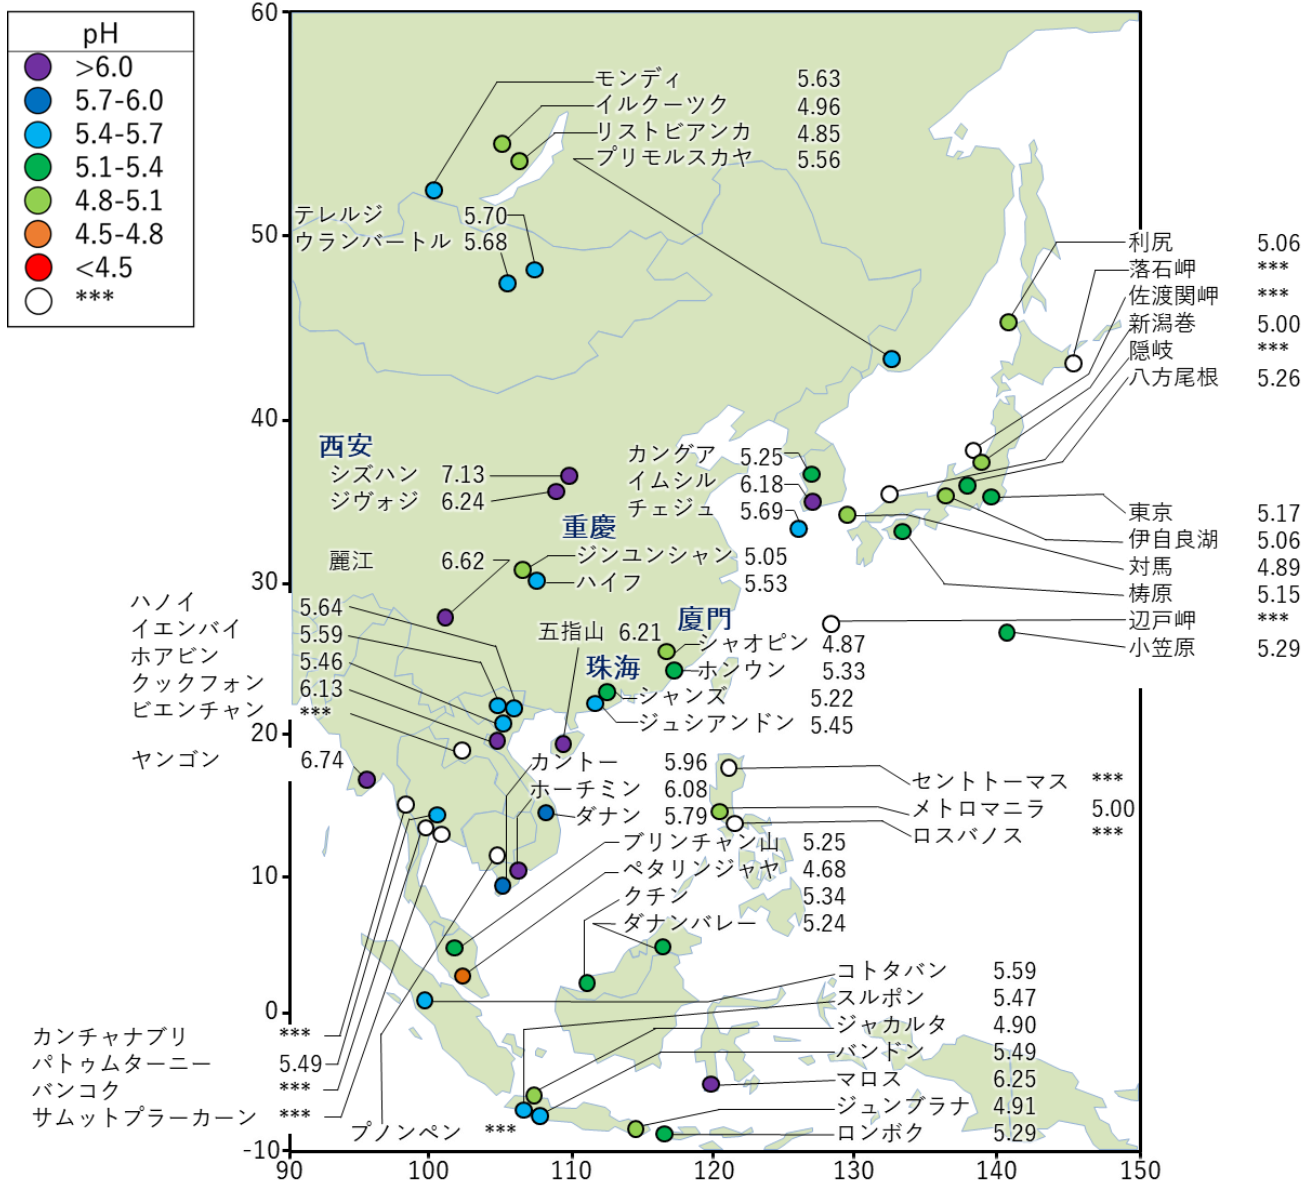 pH
>6.0
5.7-6.0
5.4-5.7
5.1-5.4
4.8-5.1
4.5-4.8
<4.5
***
60
50
40
30
20
10
0
-10
90 100 110 120 130 140 150
モンディ 5.63
イルクーツク 4.96
リストビアンカ 4.85
プリモルスカヤ 5.56
テレルジ 5.70
ウランバートル 5.68
利尻 5.06
落石岬 ***
佐渡関岬 ***
新潟巻 5.00
隠岐 ***
八方尾根 5.26
西安
シズハン 7.13
ジヴォジ 6.24
カングア 5.25
イムシル 6.18
チェジュ 5.69
東京 5.17
伊自良湖 5.06
対馬 4.89
梼原 5.15
辺戸岬 ***
小笠原 5.29
重慶
ジンユンシャン 5.05
ハイフ 5.53
麗江 6.62
ハノイ 5.64
イエンバイ 5.59
ホアビン 5.46
クックフォン 6.13
ビエンチャン ***
ヤンゴン 6.74
五指山 6.21
廈門
シャオピン 4.87
ホンウン 5.33
珠海
シャンズ 5.22
ジュシアンドン 5.45
カントー 5.96
ホーチミン 6.08
ダナン 5.79
ブリンチャン山 5.25
ペタリンジャヤ 4.68
クチン 5.34
ダナンバレー 5.24
セントトーマス ***
メトロマニラ 5.00
ロスバノス ***
コトタバン 5.59
スルポン 5.47
ジャカルタ 4.90
バンドン 5.49
マロス 6.25
ジュンブラナ 4.91
ロンボク 5.29
カンチャナブリ ***
パトゥムターニー 5.49
バンコク ***
サムットプラーカーン ***
プノンペン ***